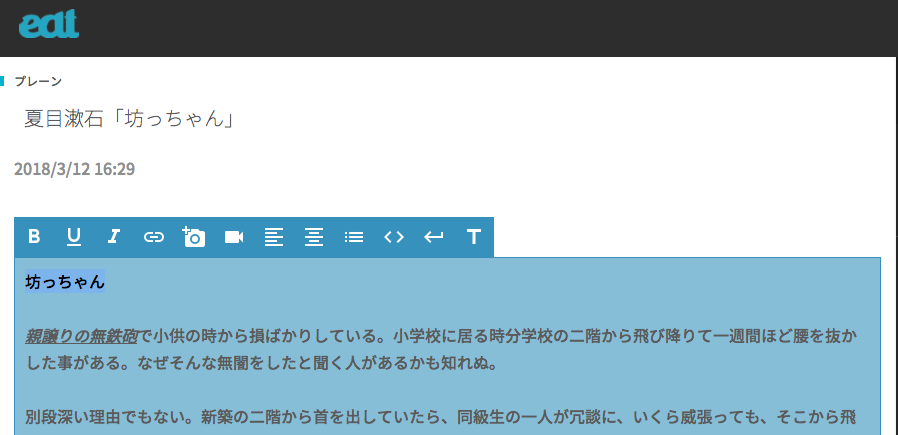 edit
プレーン
夏目漱石「坊っちゃん」
2018/3/12 16:29
B U I T
坊っちゃん
親譲りの無鉄砲で小供の時から損ばかりしている。小学校に居る時分学校の二階から飛び降りて一週間ほど腰を抜か
した事がある。なぜそんな無闇をしたと聞く人があるかも知れぬ。
別段深い理由でもない。新築の二階から首を出していたら、同級生の一人が冗談に、いくら威張っても、そこから飛